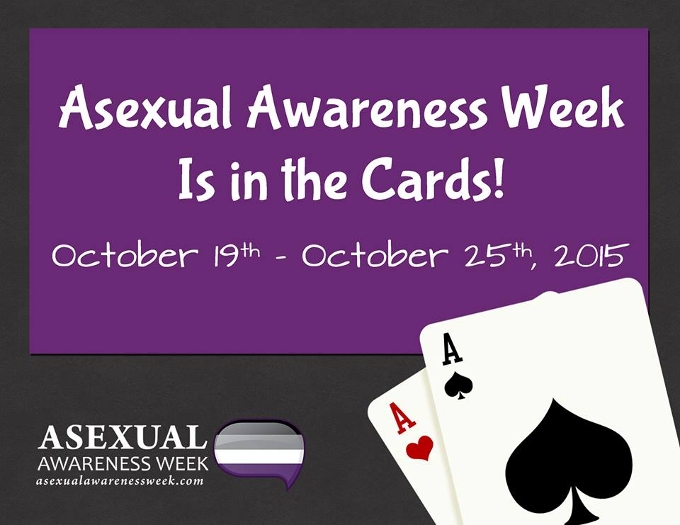 Asexual Awareness Week
Is in the Cards!
October 19th - October 25th, 2015
A
A
ASEXUAL
AWARENESS WEEK
asexualawarenessweek.com